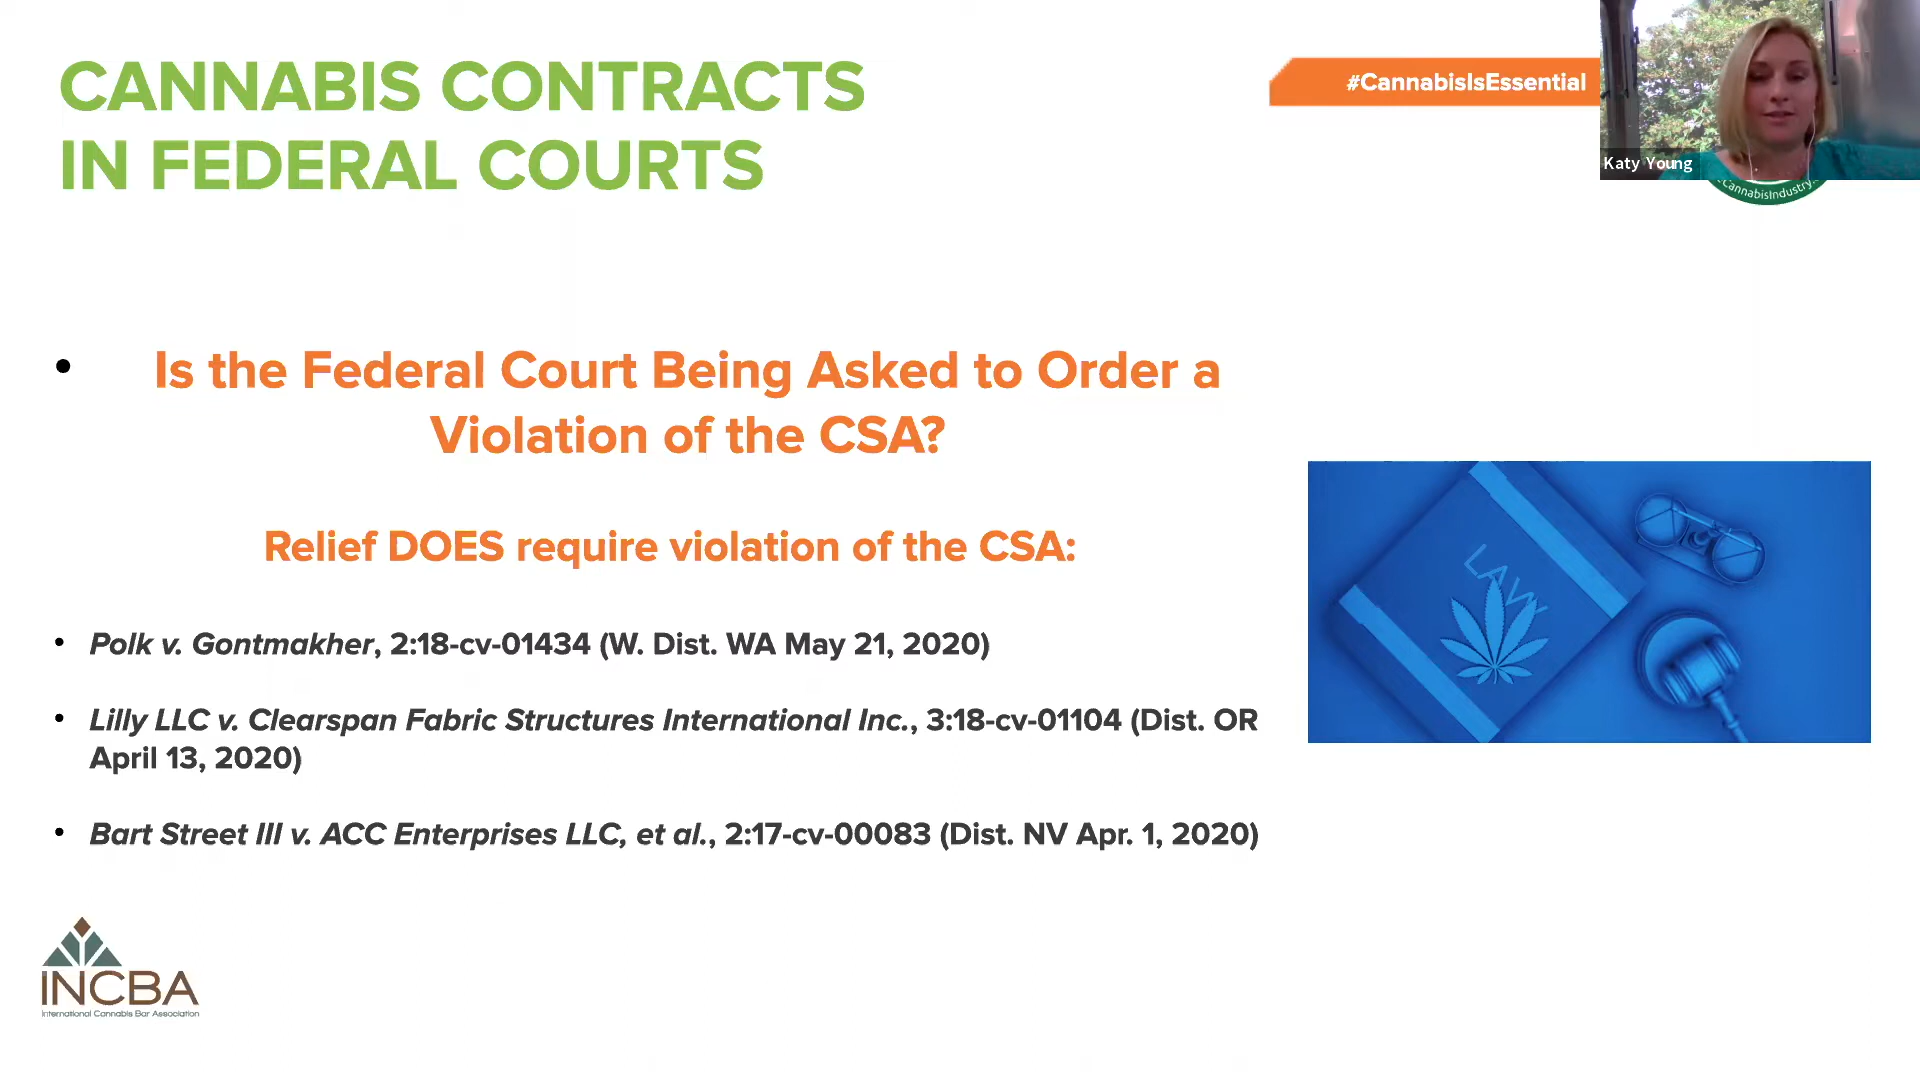 CANNABIS CONTRACTS
IN FEDERAL COURTS
#CannabisIsEssential
Katy Young
CannabisIndustry
• Is the Federal Court Being Asked to Order a
Violation of the CSA?
Relief DOES require violation of the CSA:
• Polk v. Gontmakher, 2:18-cv-01434 (W. Dist. WA May 21, 2020)
• Lilly LLC v. Clearspan Fabric Structures International Inc., 3:18-cv-01104 (Dist. OR
April 13, 2020)
• Bart Street III v. ACC Enterprises LLC, et al., 2:17-cv-00083 (Dist. NV Apr. 1, 2020)
LAW
INCBA
International Cannabis Bar Association